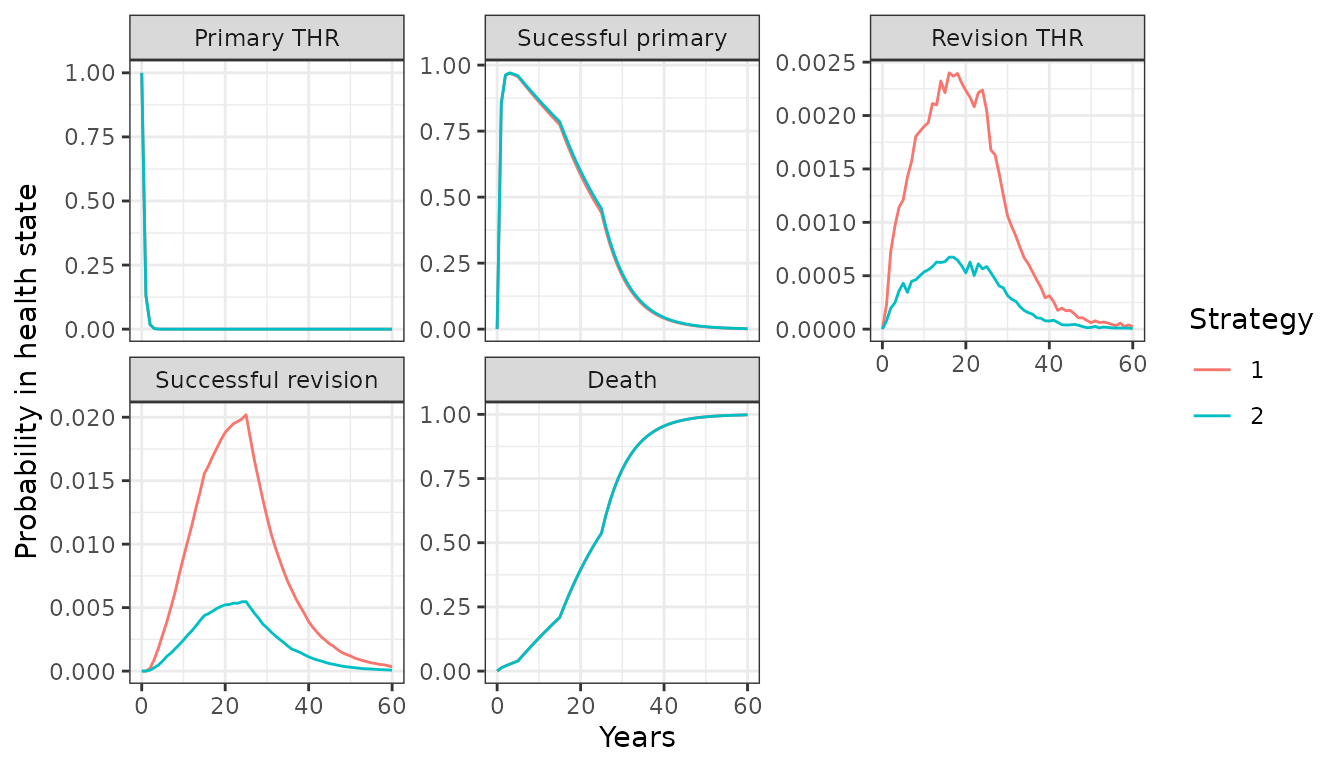 Primary THR
Sucessful primary
Revision THR
1.00
0.75
0.50
0.25
0.00
1.00
0.75
0.50
0.25
0.00
0.0025
0.0020
0.0015
0.0010
0.0005
0.0000
0 20 40 60
Successful revision
Death
0.020
0.015
0.010
0.005
0.000
0 20 40 60
1.00
0.75
0.50
0.25
0.00
0 20 40 60
Years
Probability in health state
Strategy
1
2